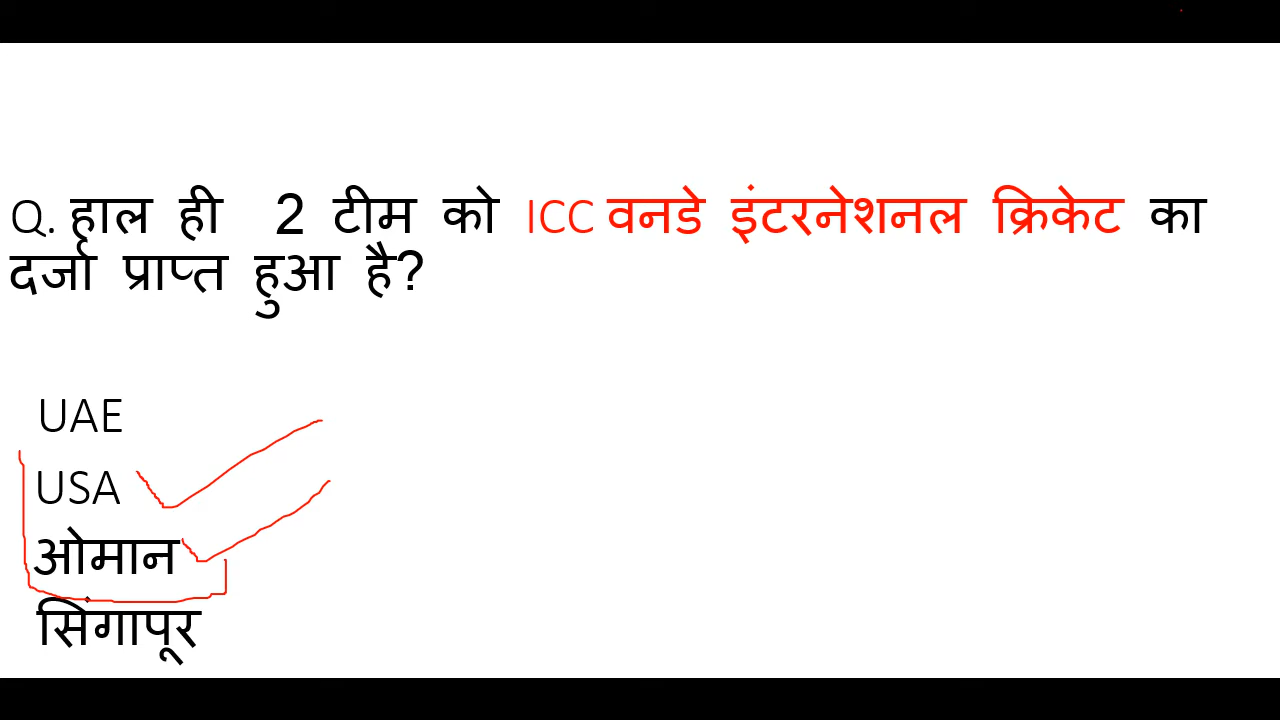 Q. हाल ही 2 टीम को ICC वनडे इंटरनेशनल क्रिकेट का
दर्जा प्राप्त हुआ है?
UAE
USA
ओमान
सिंगापूर